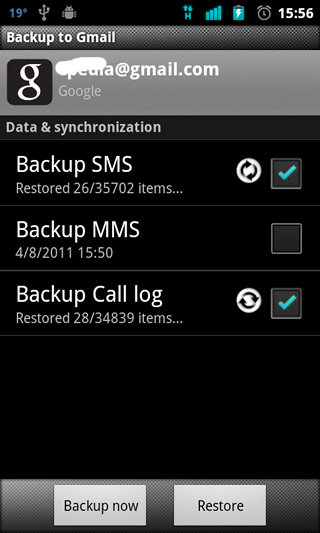 19° 15:56
Backup to Gmail
pedia@gmail.com
Google
Data & synchronization
Backup SMS
Restored 26/35702 items...
Backup MMS
4/8/2011 15:50
Backup Call log
Restored 28/34839 items...
Backup now Restore